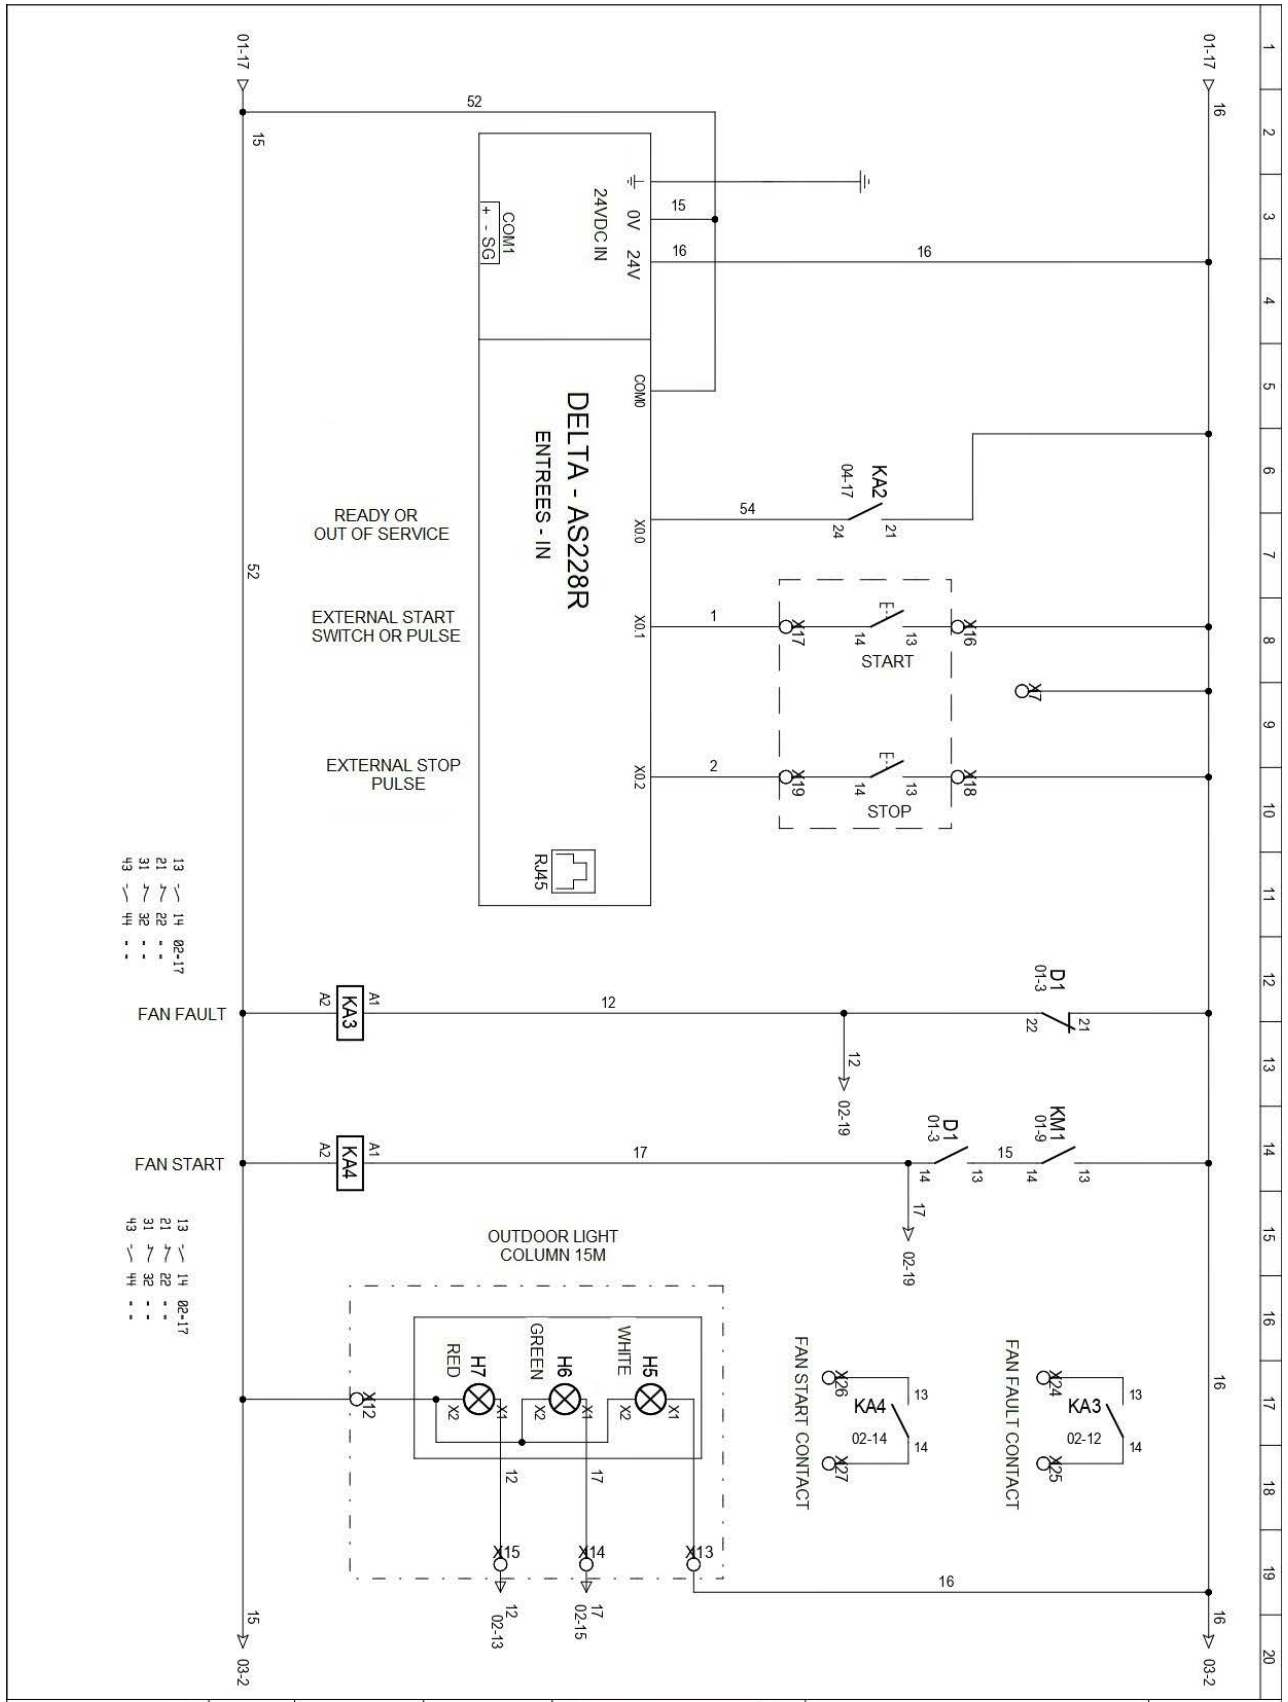 1
2
3
4
5
6
7
8
9
10
11
12
13
14
15
16
17
18
19
20
01-17
16
16
16
03-2
01-17
15
52
15
03-2
52
COM1
+ - SG
24VDC IN
0V
24V
15
16
16
COM0
DELTA - AS228R
ENTREES - IN
X0.0
X0.1
X0.2
RJ45
READY OR
OUT OF SERVICE
54
KA2
04-17
24
21
EXTERNAL START
SWITCH OR PULSE
1
X17
14
13
X16
START
X7
EXTERNAL STOP
PULSE
2
X19
14
13
X18
STOP
13 14 02-17
21 22 - -
31 32 - -
43 44 - -
FAN FAULT
A2
KA3
A1
12
12
02-19
D1
01-3
22
21
FAN START
A2
KA4
A1
17
17
02-19
D1
01-3
14
13
15
KM1
01-9
14
13
13 14 02-17
21 22 - -
31 32 - -
43 44 - -
OUTDOOR LIGHT
COLUMN 15M
RED
H7
X2
X1
GREEN
H6
X2
X1
WHITE
H5
X2
X1
X12
12
17
X15
X14
X13
12
02-13
17
02-15
16
FAN START CONTACT
X26
13
KA4
02-14
14
X27
FAN FAULT CONTACT
X24
13
KA3
02-12
14
X25